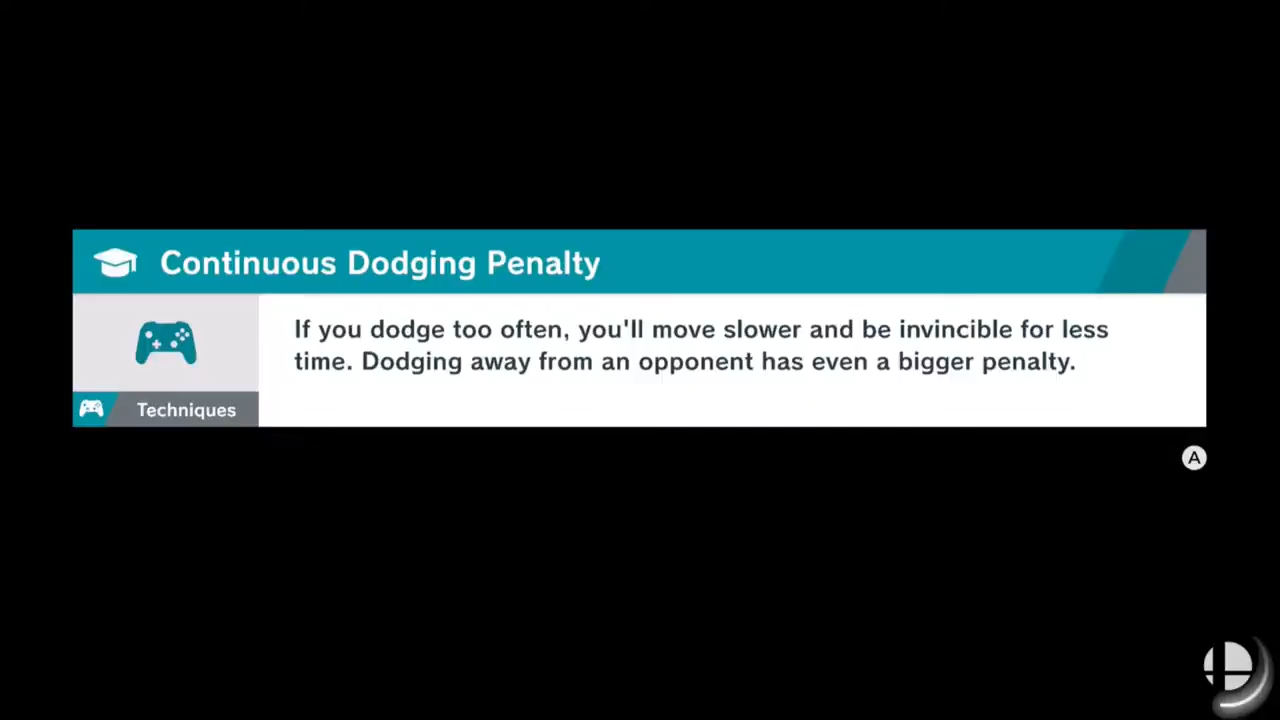 Continuous Dodging Penalty
If you dodge too often, you'll move slower and be invincible for less
time. Dodging away from an opponent has even a bigger penalty.
Techniques
A